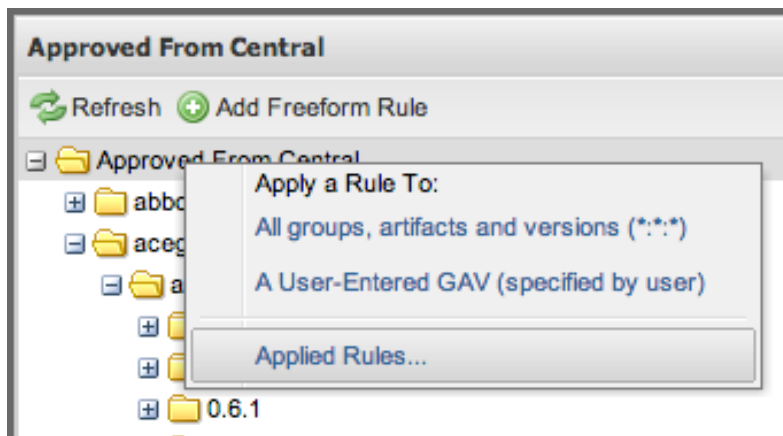 Approved From Central
Refresh Add Freeform Rule
Approved From Central
Apply a Rule To:
All groups, artifacts and versions (*:*:*)
A User-Entered GAV (specified by user)
Applied Rules...
0.6.1